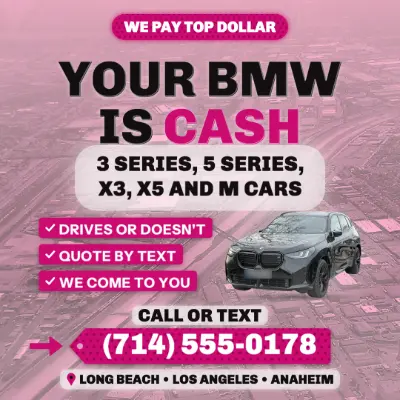 WE PAY TOP DOLLAR
YOUR BMW
IS CASH
3 SERIES, 5 SERIES,
X3, X5 AND M CARS
✓ DRIVES OR DOESN'T
✓ QUOTE BY TEXT
✓ WE COME TO YOU
CALL OR TEXT
(714) 555-0178
LONG BEACH • LOS ANGELES • ANAHEIM